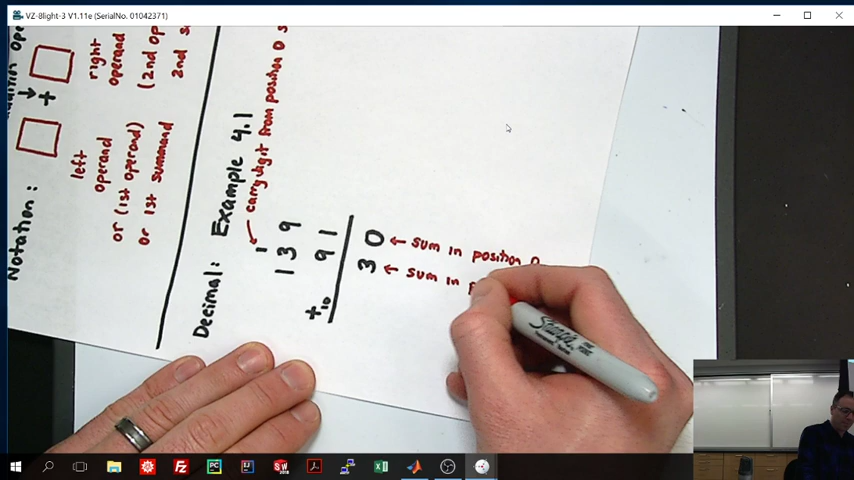 VZ-8light-3 V1.11e (SerialNo. 01042371)
Notation:
+
left
operand
or (1st operand)
or 1st summand
right
operand
(2nd op
2nd s
Decimal: Example 4.1
1 ← carry digit from position 0 s
1 3 9
+10 9 1
3 0
← sum in position 0
← sum in p
Sharpie